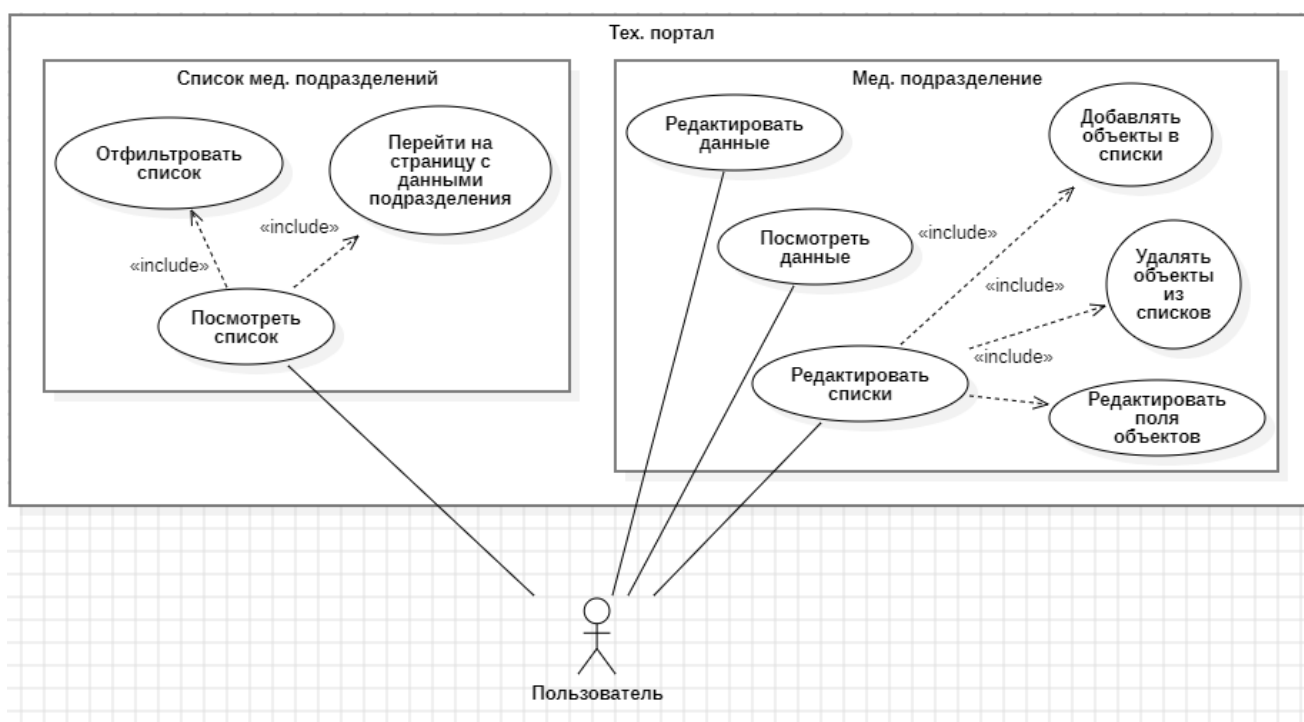 Тех. портал
Список мед. подразделений
Отфильтровать
список
Перейти на
страницу с
данными
подразделения
«include»
«include»
Посмотреть
список
Мед. подразделение
Редактировать
данные
Добавлять
объекты в
списки
Посмотреть
данные
«include»
Удалять
объекты
из
списков
«include»
«include»
Редактировать
списки
Редактировать
поля
объектов
Пользователь